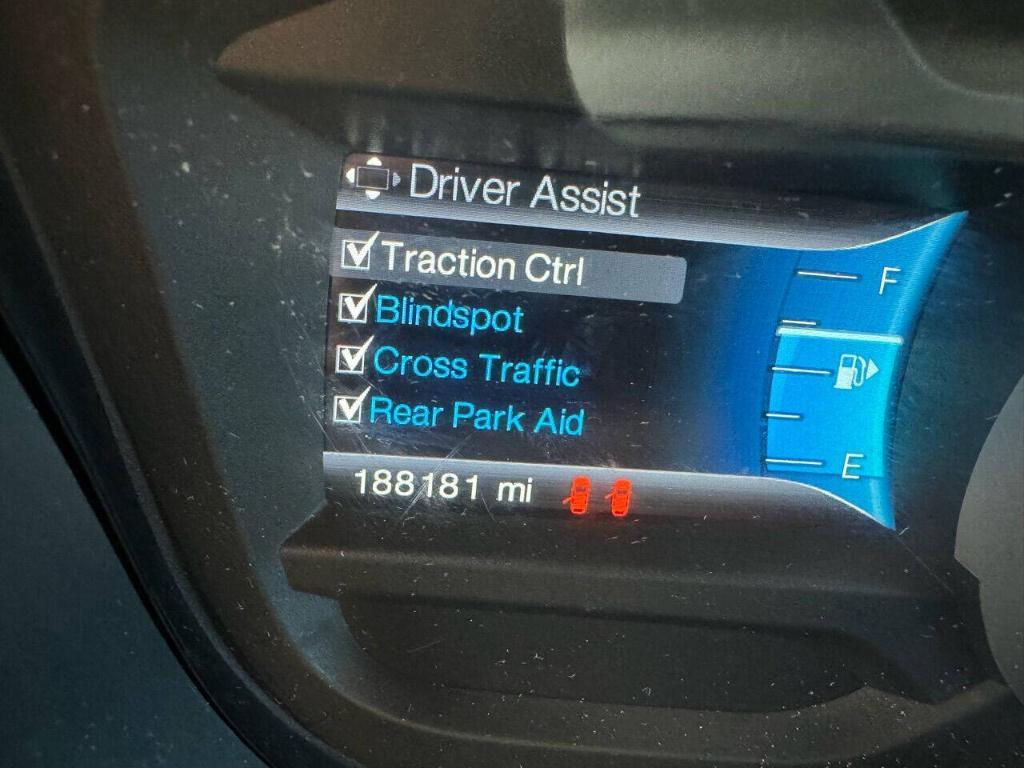 Driver Assist
Traction Ctrl
Blindspot
Cross Traffic
Rear Park Aid
188181 mi
F
E